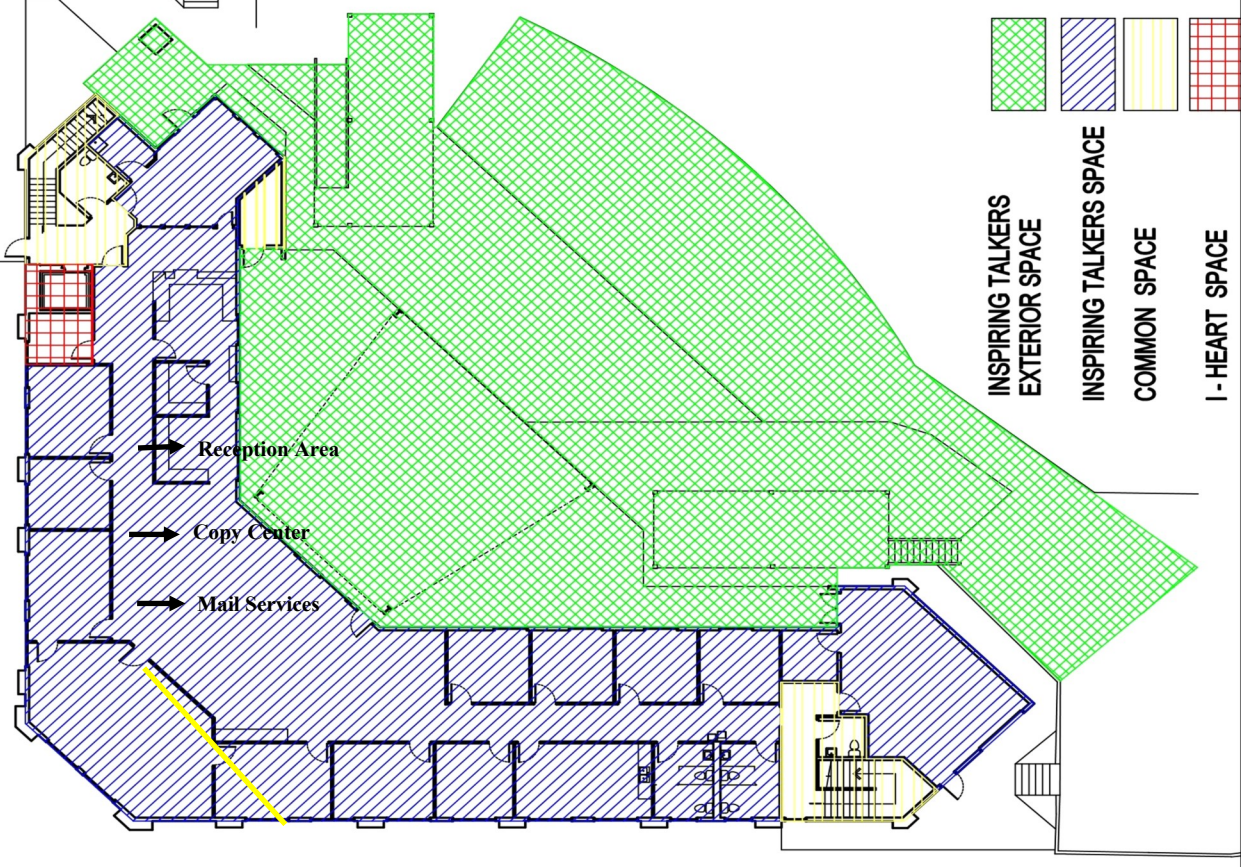 Reception Area
Copy Center
Mail Services
INSPIRING TALKERS
EXTERIOR SPACE
INSPIRING TALKERS SPACE
COMMON SPACE
I - HEART SPACE